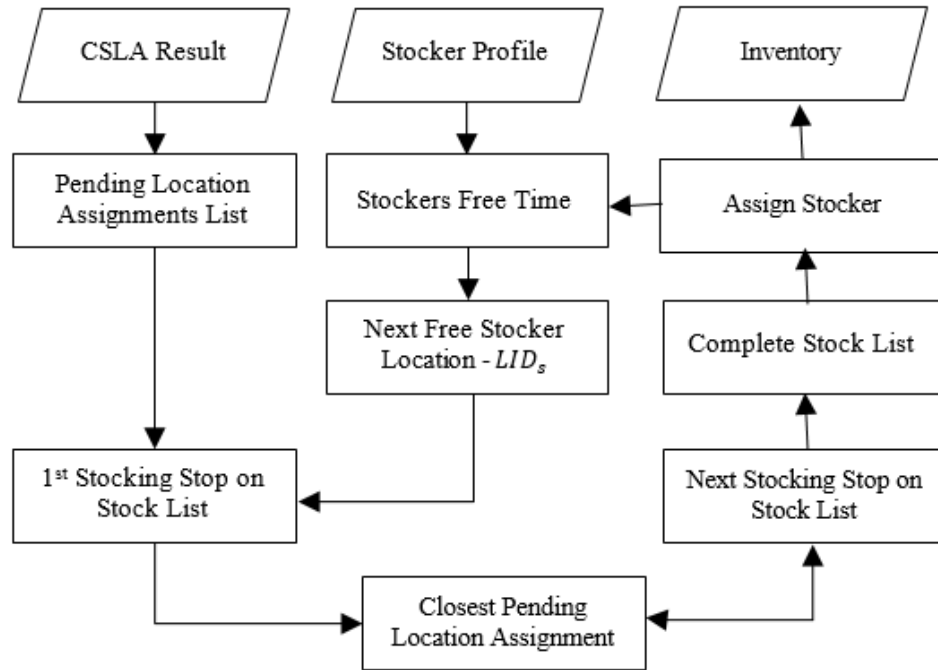 CSLA Result
Stocker Profile
Inventory
Pending Location
Assignments List
Stockers Free Time
Assign Stocker
Next Free Stocker
Location - LIDₛ
Complete Stock List
1ˢᵗ Stocking Stop on
Stock List
Next Stocking Stop on
Stock List
Closest Pending
Location Assignment